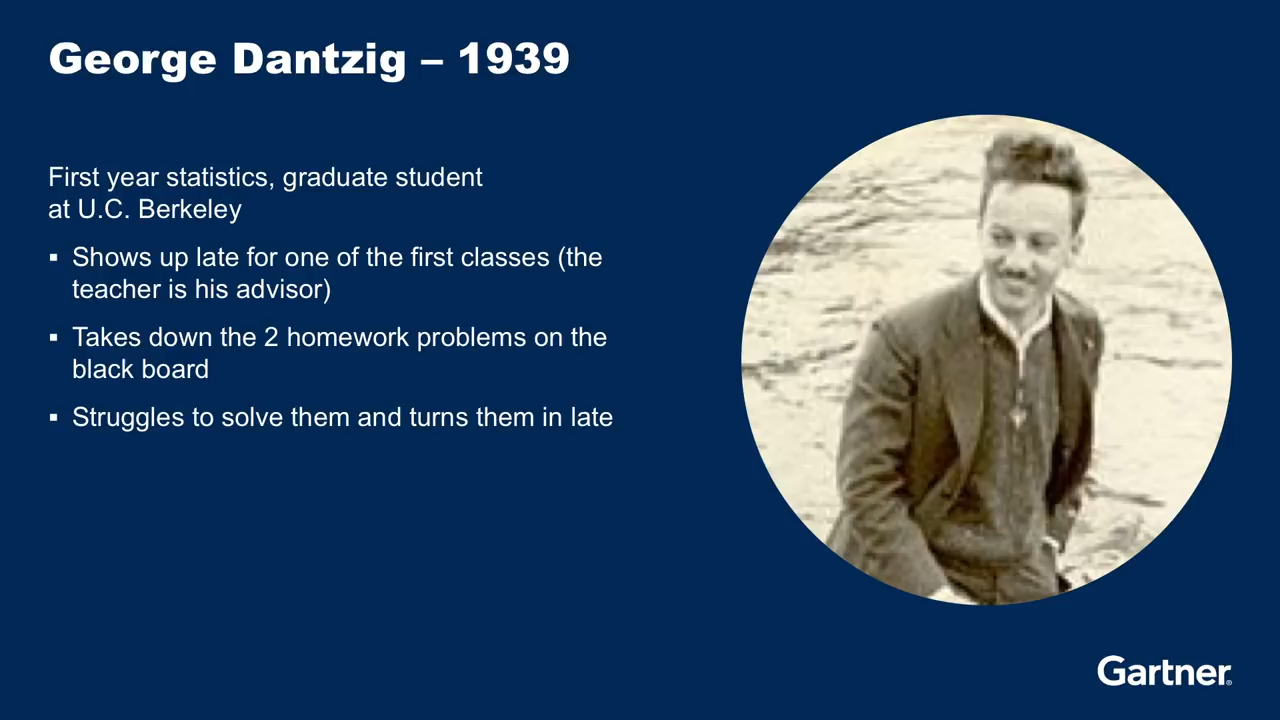 George Dantzig – 1939
First year statistics, graduate student
at U.C. Berkeley
▪ Shows up late for one of the first classes (the
teacher is his advisor)
▪ Takes down the 2 homework problems on the
black board
▪ Struggles to solve them and turns them in late
Gartner®